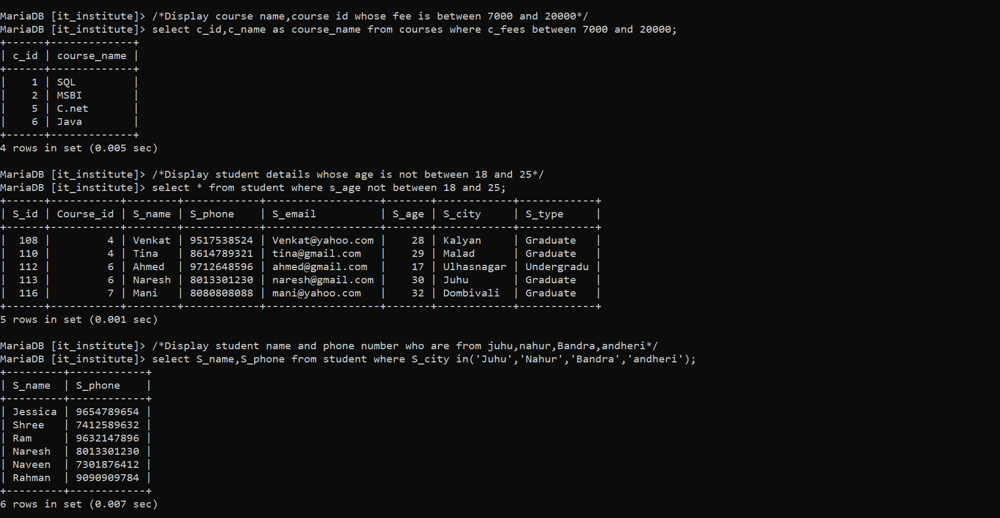 MariaDB [it_institute]> /*Display course name,course id whose fee is between 7000 and 20000*/
MariaDB [it_institute]> select c_id,c_name as course_name from courses where c_fees between 7000 and 20000;
+------+-------------+
| c_id | course_name |
+------+-------------+
|    1 | SQL         |
|    2 | MSBI        |
|    5 | C.net       |
|    6 | Java        |
+------+-------------+
4 rows in set (0.005 sec)

MariaDB [it_institute]> /*Display student details whose age is not between 18 and 25*/
MariaDB [it_institute]> select * from student where s_age not between 18 and 25;
+------+-----------+--------+------------+------------------+-------+------------+------------+
| S_id | Course_id | S_name | S_phone    | S_email          | S_age | S_city     | S_type     |
+------+-----------+--------+------------+------------------+-------+------------+------------+
|  108 |         4 | Venkat | 9517538524 | Venkat@yahoo.com |    28 | Kalyan     | Graduate   |
|  110 |         4 | Tina   | 8614789321 | tina@gmail.com   |    29 | Malad      | Graduate   |
|  112 |         6 | Ahmed  | 9712648596 | ahmed@gmail.com  |    17 | Ulhasnagar | Undergradu |
|  113 |         6 | Naresh | 8013301230 | naresh@gmail.com |    30 | Juhu       | Graduate   |
|  116 |         7 | Mani   | 8080808088 | mani@yahoo.com   |    32 | Dombivali  | Graduate   |
+------+-----------+--------+------------+------------------+-------+------------+------------+
5 rows in set (0.001 sec)

MariaDB [it_institute]> /*Display student name and phone number who are from juhu,nahur,Bandra,andheri*/
MariaDB [it_institute]> select S_name,S_phone from student where S_city in('Juhu','Nahur','Bandra','andheri');
+---------+------------+
| S_name  | S_phone    |
+---------+------------+
| Jessica | 9654789654 |
| Shree   | 7412589632 |
| Ram     | 9632147896 |
| Naresh  | 8013301230 |
| Naveen  | 7301876412 |
| Rahman  | 9090909784 |
+---------+------------+
6 rows in set (0.007 sec)